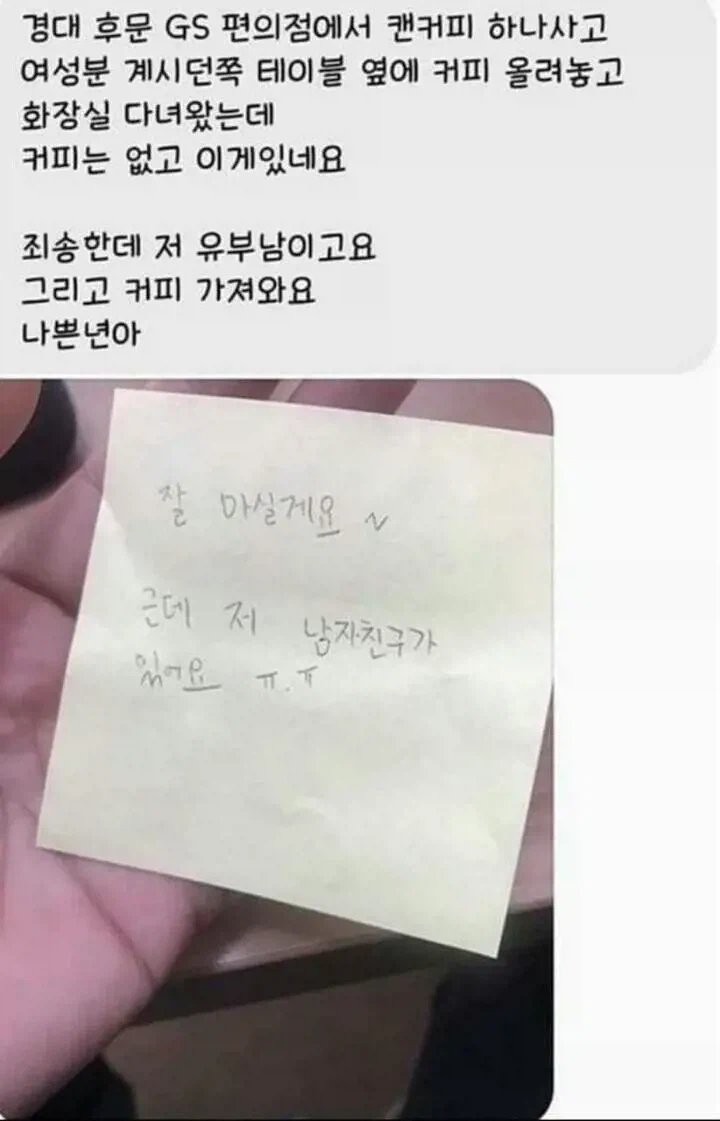 경대 후문 GS 편의점에서 캔커피 하나사고
여성분 계시던쪽 테이블 옆에 커피 올려놓고
화장실 다녀왔는데
커피는 없고 이게있네요
죄송한데 저 유부남이고요
그리고 커피 가져와요
나쁜년아
잘 마실게요 ~
근데 저 남자친구가
있어요 ㅠ.ㅠ